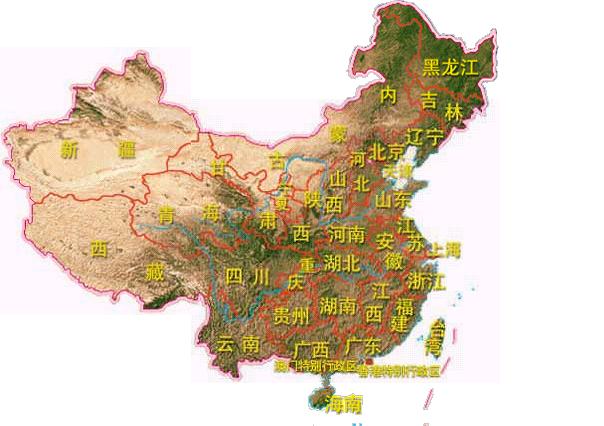 黑龙江
内蒙古
吉林
辽宁
新疆
甘肃
北京
天津
河北
山西
宁夏
陕西
山东
青海
河南
江苏
安徽
上海
西藏
四川
重庆
湖北
浙江
湖南
江西
福建
贵州
云南
广西
广东
台湾
澳门特别行政区
香港特别行政区
海南